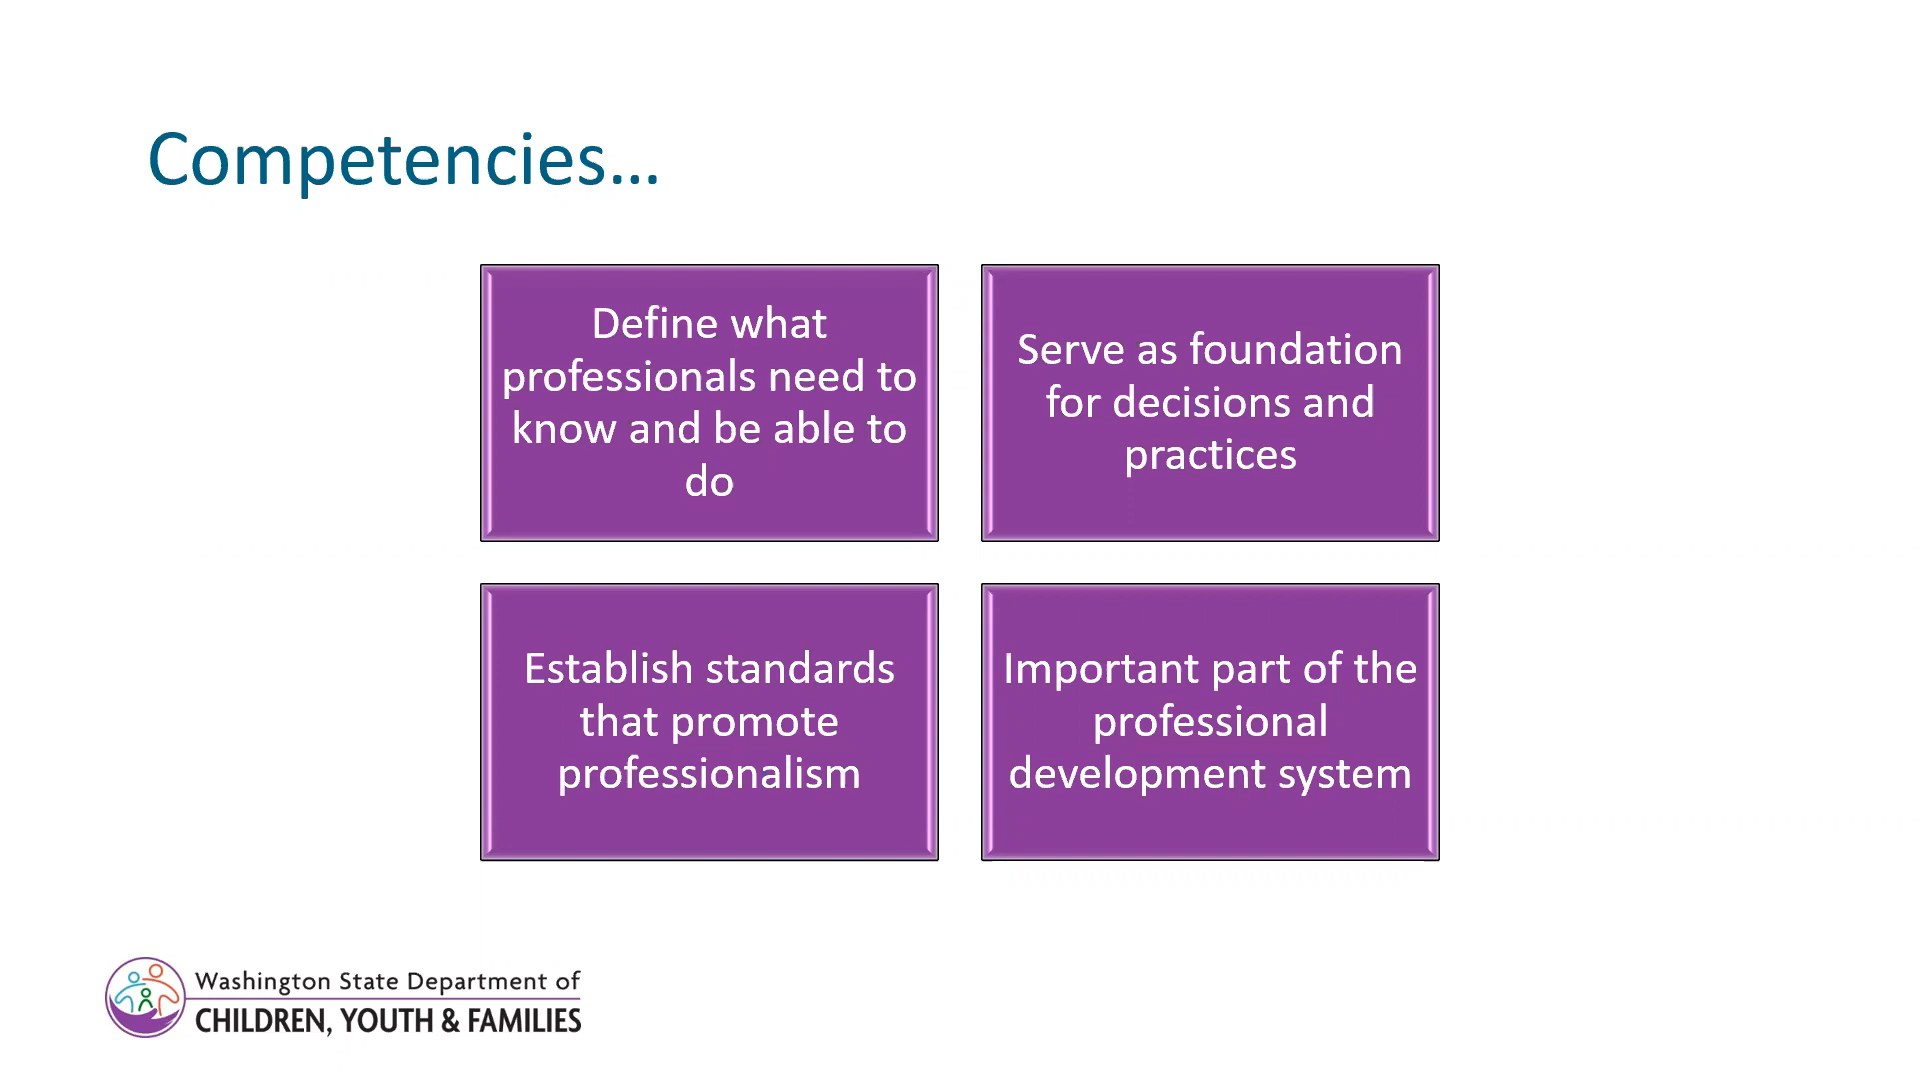 Competencies...
Define what
professionals need to
know and be able to
do
Serve as foundation
for decisions and
practices
Establish standards
that promote
professionalism
Important part of the
professional
development system
Washington State Department of
CHILDREN, YOUTH & FAMILIES